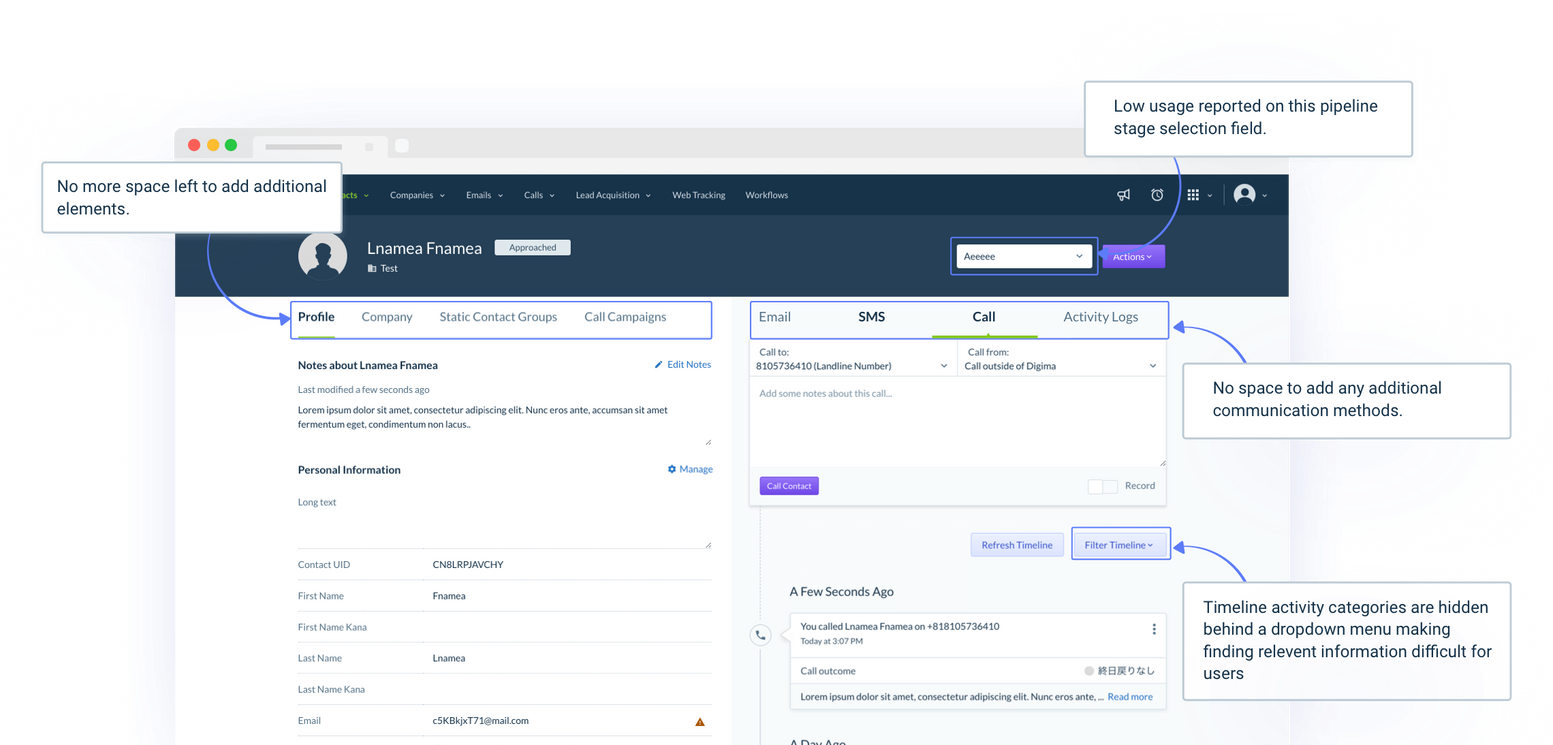 Low usage reported on this pipeline
stage selection field.
No more space left to add additional
elements.
acts
Companies
Emails
Calls
Lead Acquisition
Web Tracking
Workflows
Lnamea Fnamea
Approached
Test
Aeeeee
Actions
Profile
Company
Static Contact Groups
Call Campaigns
Email
SMS
Call
Activity Logs
Notes about Lnamea Fnamea
Edit Notes
Last modified a few seconds ago
Lorem ipsum dolor sit amet, consectetur adipiscing elit. Nunc eros ante, accumsan sit amet
fermentum eget, condimentum non lacus..
Personal Information
Manage
Long text
Contact UID
CN8LRPJAVCHY
First Name
Fnamea
First Name Kana
Last Name
Lnamea
Last Name Kana
Email
c5KBkjxT71@mail.com
Call to:
8105736410 (Landline Number)
Call from:
Call outside of Digima
Add some notes about this call...
Call Contact
Record
No space to add any additional
communication methods.
Refresh Timeline
Filter Timeline
A Few Seconds Ago
You called Lnamea Fnamea on +818105736410
Today at 3:07 PM
Call outcome
終日戻りなし
Lorem ipsum dolor sit amet, consectetur adipiscing elit. Nunc eros ante, ... Read more
Timeline activity categories are hidden
behind a dropdown menu making
finding relevent information difficult for
users
A Day Ago